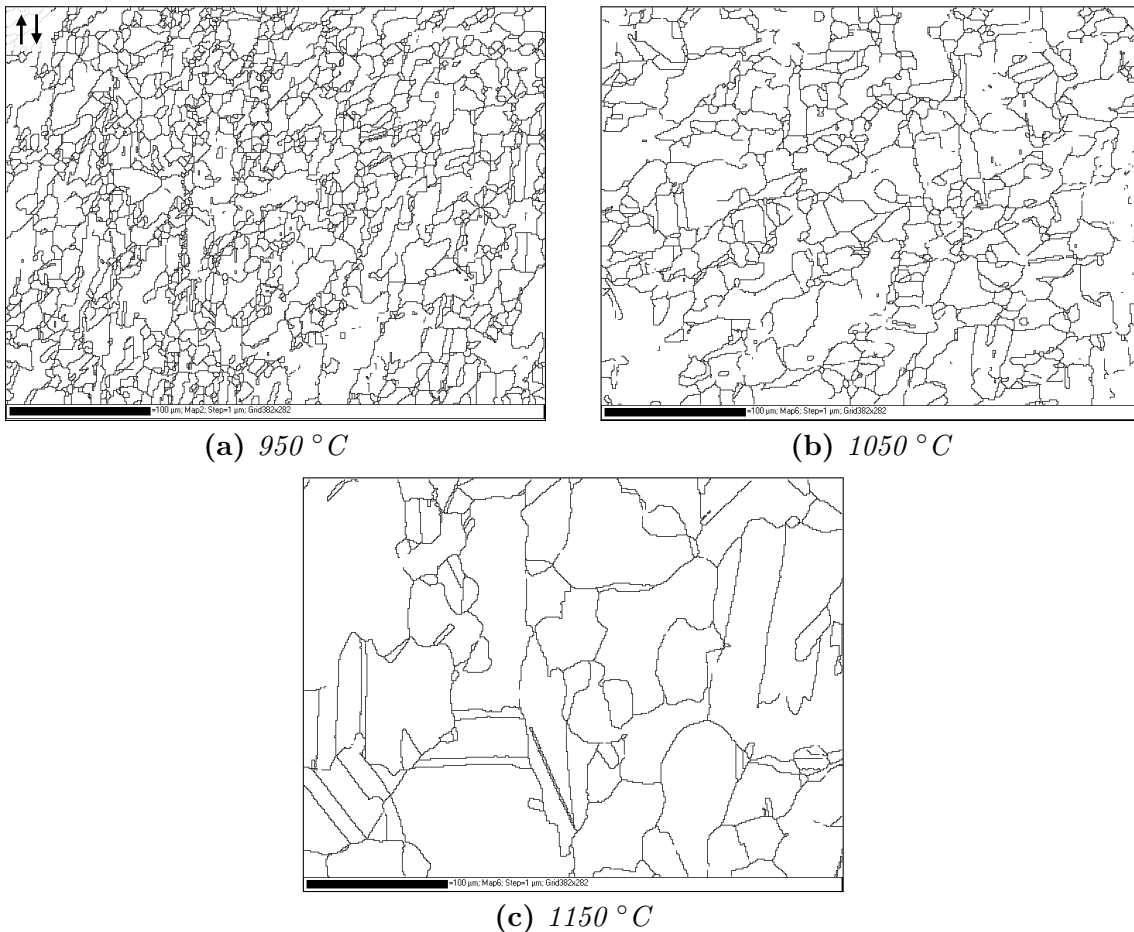 =100 µm; Map2; Step=1 µm; Grid382x282
=100 µm; Map6; Step=1 µm; Grid382x282
(a) 950 °C
(b) 1050 °C
=100 µm; Map6; Step=1 µm; Grid382x282
(c) 1150 °C